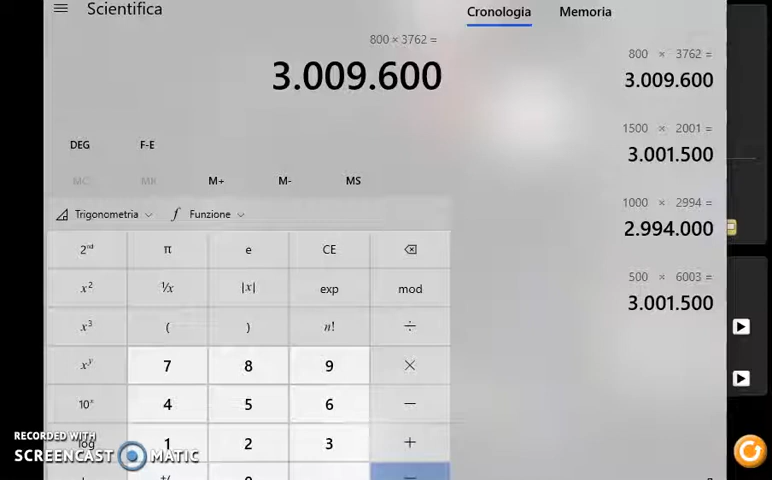 Scientifica
Cronologia
Memoria
800 × 3762 =
3.009.600
800 × 3762 =
3.009.600
1500 × 2001 =
3.001.500
1000 × 2994 =
2.994.000
500 × 6003 =
3.001.500
DEG
F-E
MC
MR
M+
M-
MS
Trigonometria
f Funzione
2ⁿᵈ π e CE
x² ¹/x |x| exp mod
x³ ( ) n! ÷
xʸ 7 8 9 ×
10ˣ 4 5 6 −
log 1 2 3 +
RECORDED WITH
SCREENCAST MATIC